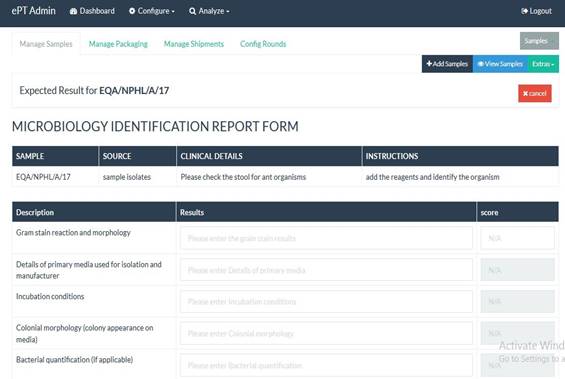 ePT Admin Dashboard Configure Analyze Logout
Manage Samples Manage Packaging Manage Shipments Config Rounds Samples
Add Samples View Samples Extras
Expected Result for EQA/NPHL/A/17 cancel
MICROBIOLOGY IDENTIFICATION REPORT FORM
SAMPLE SOURCE CLINICAL DETAILS INSTRUCTIONS
EQA/NPHL/A/17 sample isolates Please check the stool for ant organisms add the reagents and identify the organism
Description Results score
Gram stain reaction and morphology Please enter the grain stain results N/A
Details of primary media used for isolation and
manufacturer Please enter Details of primary media N/A
Incubation conditions Please enter Incubation conditions N/A
Colonial morphology (colony appearance on
media) Please enter Colonial morphology N/A
Activate Wind
Go to Settings to a
Bacterial quantification (if applicable) Please enter Bacterial quantification N/A